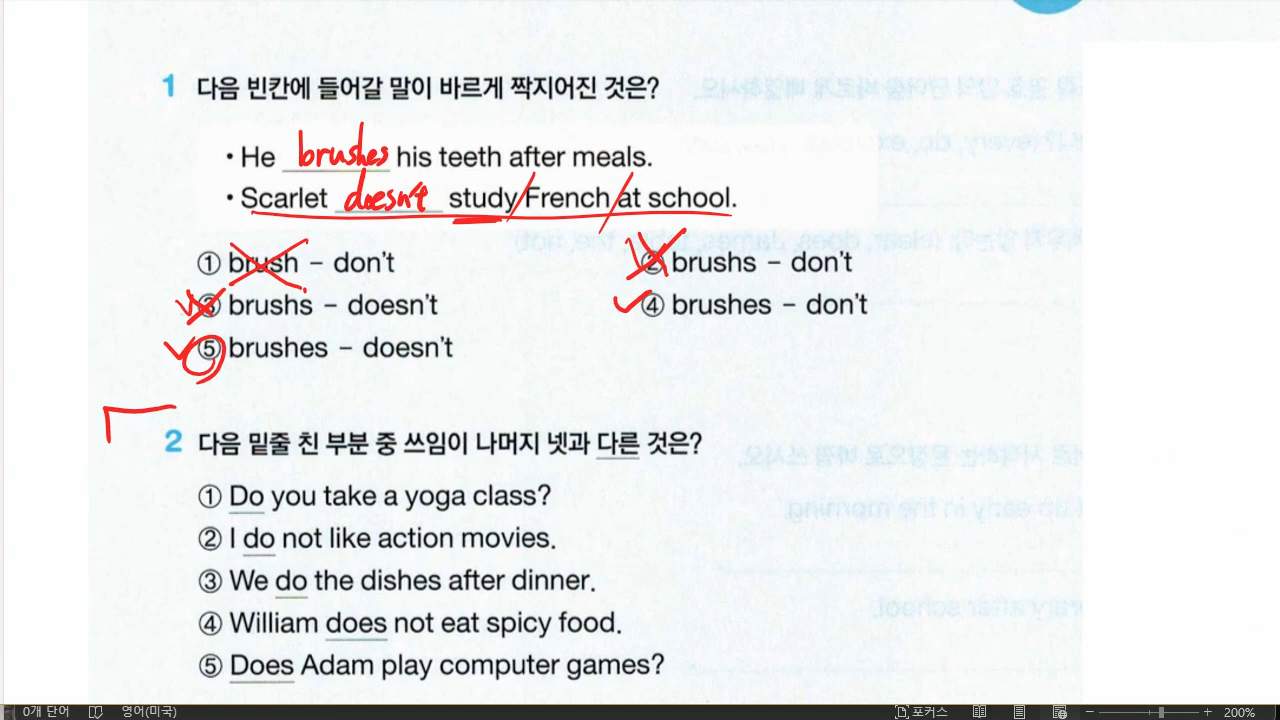 1 다음 빈칸에 들어갈 말이 바르게 짝지어진 것은?
• He brushes his teeth after meals.
• Scarlet doesn't study / French / at school.
① brush – don't ② brushs – don't
③ brushs – doesn't ④ brushes – don't
⑤ brushes – doesn't
2 다음 밑줄 친 부분 중 쓰임이 나머지 넷과 다른 것은?
① Do you take a yoga class?
② I do not like action movies.
③ We do the dishes after dinner.
④ William does not eat spicy food.
⑤ Does Adam play computer games?
0개 단어 영어(미국) 포커스 200%